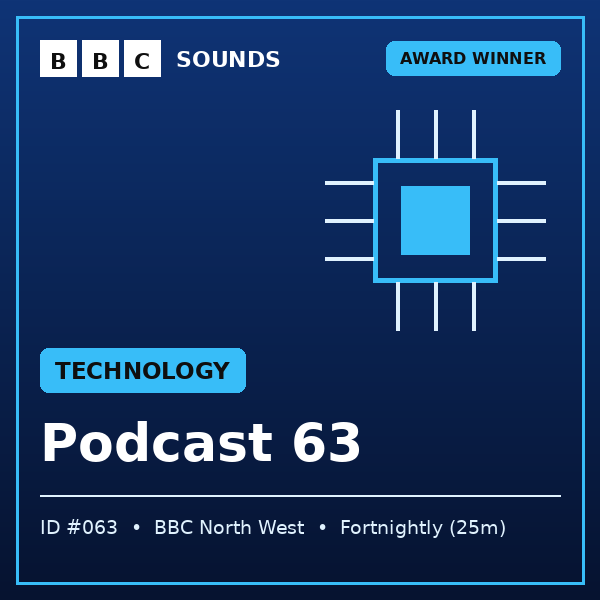 BBC SOUNDS
AWARD WINNER
TECHNOLOGY
Podcast 63
ID #063 • BBC North West • Fortnightly (25m)